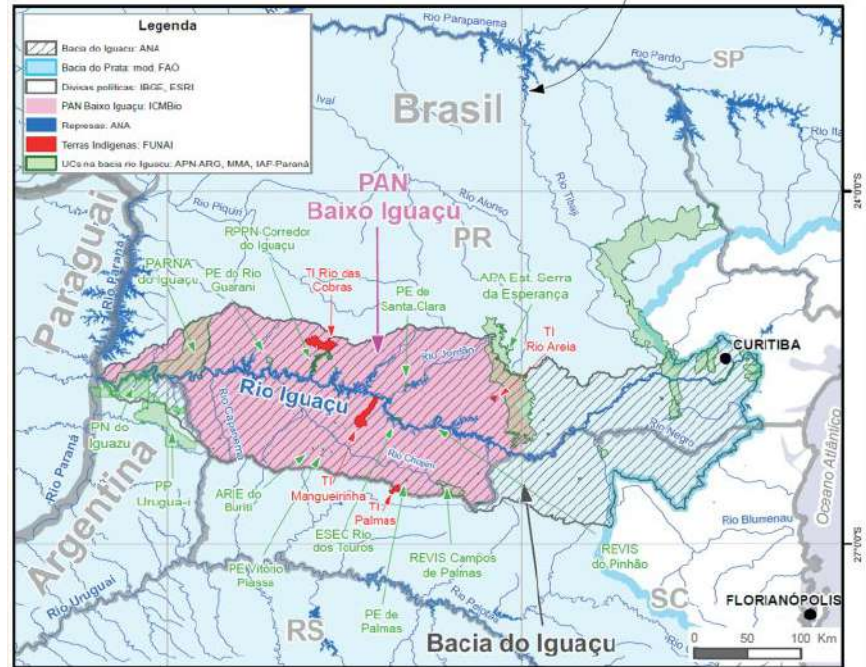 Legenda
Bacia do Iguaçu: ANA
Bacia do Prata: mod. FAO
Divisas políticas: IBGE, ESRI
PAN Baixo Iguaçu: ICMBio
Represas: ANA
Terras Indígenas: FUNAI
UCs na bacia rio Iguaçu: APN-ARG, MMA, IAP-Paraná
Rio Parapanema
Rio Pardo
SP
Brasil
Ivaí
Rio Ita
24°0'0"S
Rio Tibaji
PAN
Baixo Iguaçu
Rio Alonso
Rio Piquiri
PR
RPPN Corredor
do Iguaçu
Paraguai
Rio Paraná
PARNA
do Iguaçu
PE do Rio
Guarani
TI Rio das
Cobras
PE de
Santa Clara
APA Est. Serra
da Esperança
TI
Rio Areia
CURITIBA
Rio Jordão
Rio Iguaçu
Rio Negro
Rio Capanema
Rio Chopim
PN do
Iguazu
Rio Paraná
Argentina
PP
Urugua-í
ARIE do
Buriti
TI
Mangueirinha
TI
Palmas
ESEC Rio
dos Touros
REVIS Campos
de Palmas
REVIS
do Pinhão
PE Vitório
Piassa
PE de
Palmas
Rio Blumenau
Oceano Atlântico
27°0'0"S
Rio Uruguai
Rio Pelotas
RS
SC
Bacia do Iguaçu
FLORIANÓPOLIS
0 50 100 Km